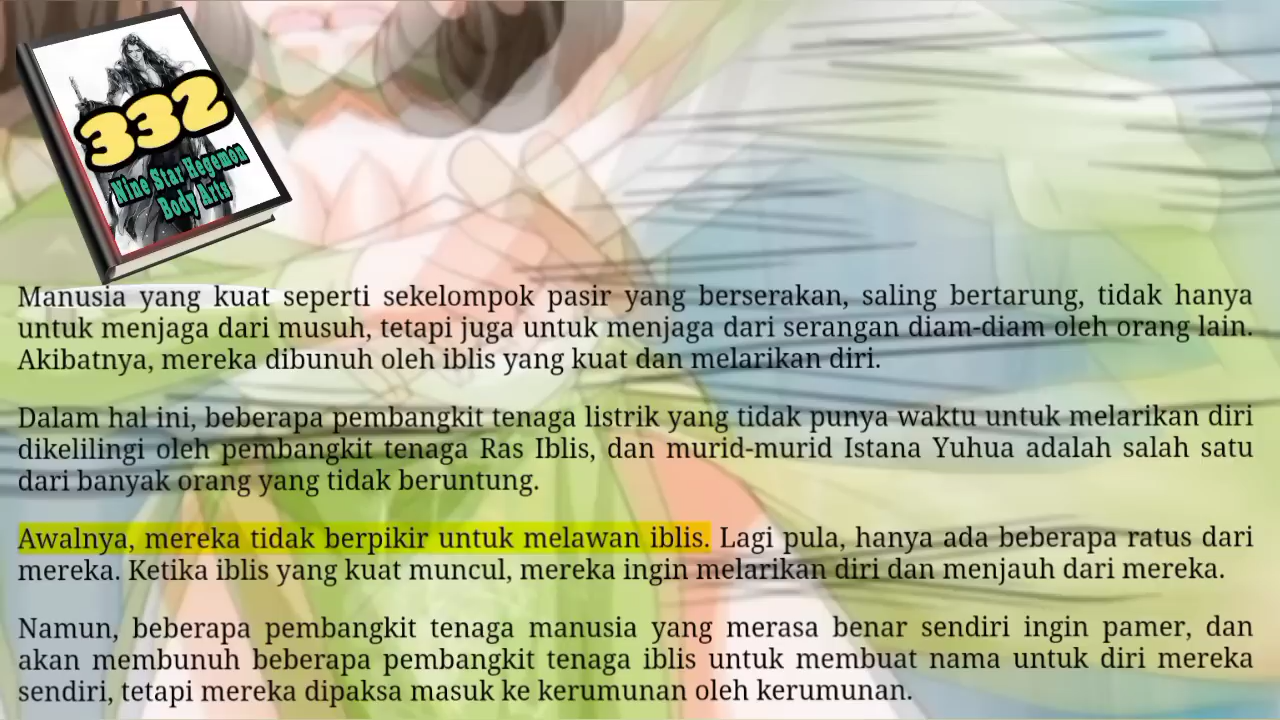 332
Nine Star Hegemon
Body Arts
Manusia yang kuat seperti sekelompok pasir yang berserakan, saling bertarung, tidak hanya
untuk menjaga dari musuh, tetapi juga untuk menjaga dari serangan diam-diam oleh orang lain.
Akibatnya, mereka dibunuh oleh iblis yang kuat dan melarikan diri.
Dalam hal ini, beberapa pembangkit tenaga listrik yang tidak punya waktu untuk melarikan diri
dikelilingi oleh pembangkit tenaga Ras Iblis, dan murid-murid Istana Yuhua adalah salah satu
dari banyak orang yang tidak beruntung.
Awalnya, mereka tidak berpikir untuk melawan iblis. Lagi pula, hanya ada beberapa ratus dari
mereka. Ketika iblis yang kuat muncul, mereka ingin melarikan diri dan menjauh dari mereka.
Namun, beberapa pembangkit tenaga manusia yang merasa benar sendiri ingin pamer, dan
akan membunuh beberapa pembangkit tenaga iblis untuk membuat nama untuk diri mereka
sendiri, tetapi mereka dipaksa masuk ke kerumunan oleh kerumunan.